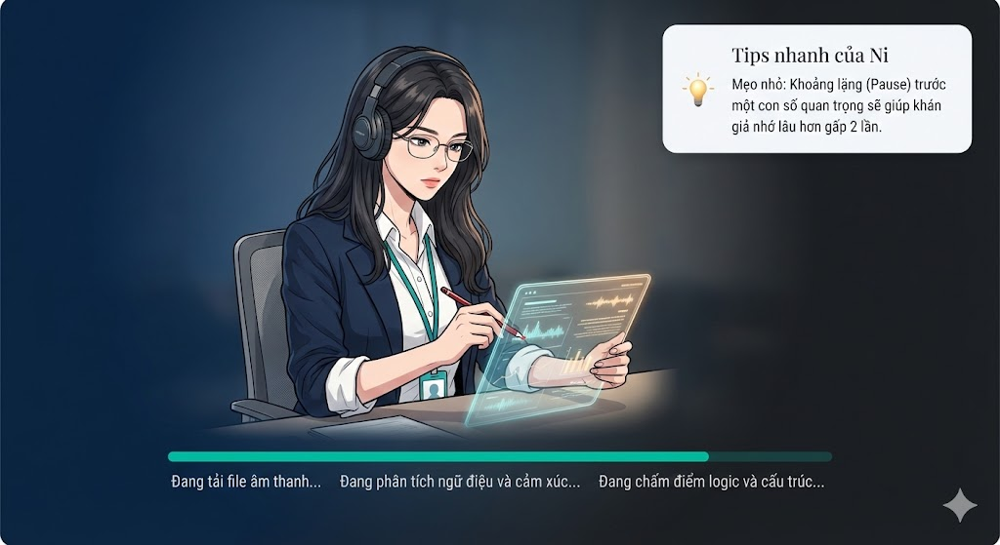 Tips nhanh của Ni
Mẹo nhỏ: Khoảng lặng (Pause) trước
một con số quan trọng sẽ giúp khán
giả nhớ lâu hơn gấp 2 lần.
Đang tải file âm thanh... Đang phân tích ngữ điệu và cảm xúc... Đang chấm điểm logic và cấu trúc...